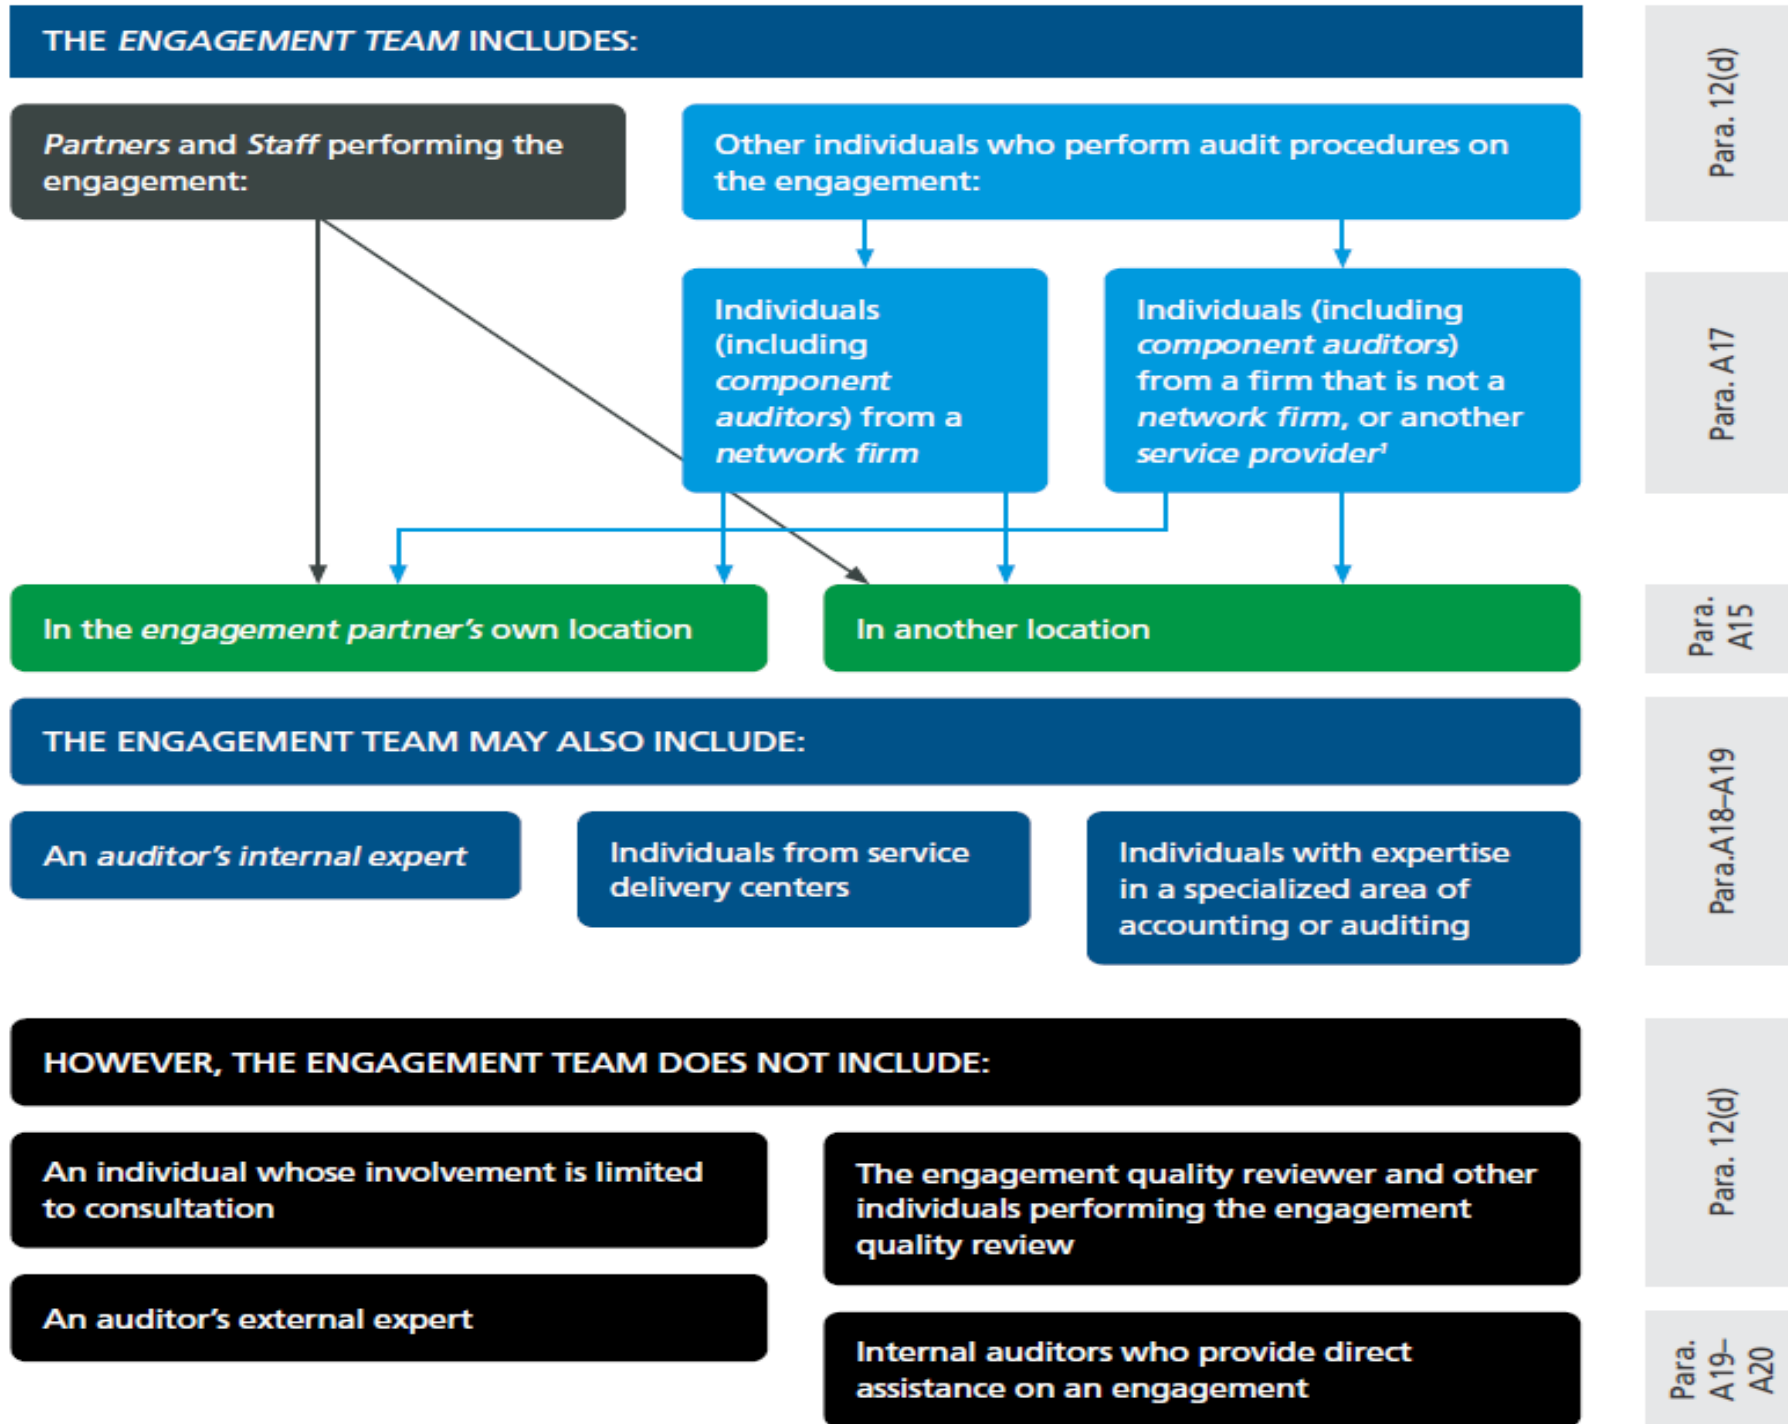 THE ENGAGEMENT TEAM INCLUDES:
Para. 12(d)
Partners and Staff performing the
engagement:
Other individuals who perform audit procedures on
the engagement:
Individuals
(including
component
auditors) from a
network firm
Individuals (including
component auditors)
from a firm that is not a
network firm, or another
service provider¹
Para. A17
In the engagement partner's own location
In another location
Para.
A15
THE ENGAGEMENT TEAM MAY ALSO INCLUDE:
An auditor's internal expert
Individuals from service
delivery centers
Individuals with expertise
in a specialized area of
accounting or auditing
Para.A18–A19
HOWEVER, THE ENGAGEMENT TEAM DOES NOT INCLUDE:
An individual whose involvement is limited
to consultation
The engagement quality reviewer and other
individuals performing the engagement
quality review
Para. 12(d)
An auditor's external expert
Internal auditors who provide direct
assistance on an engagement
Para.
A19–
A20